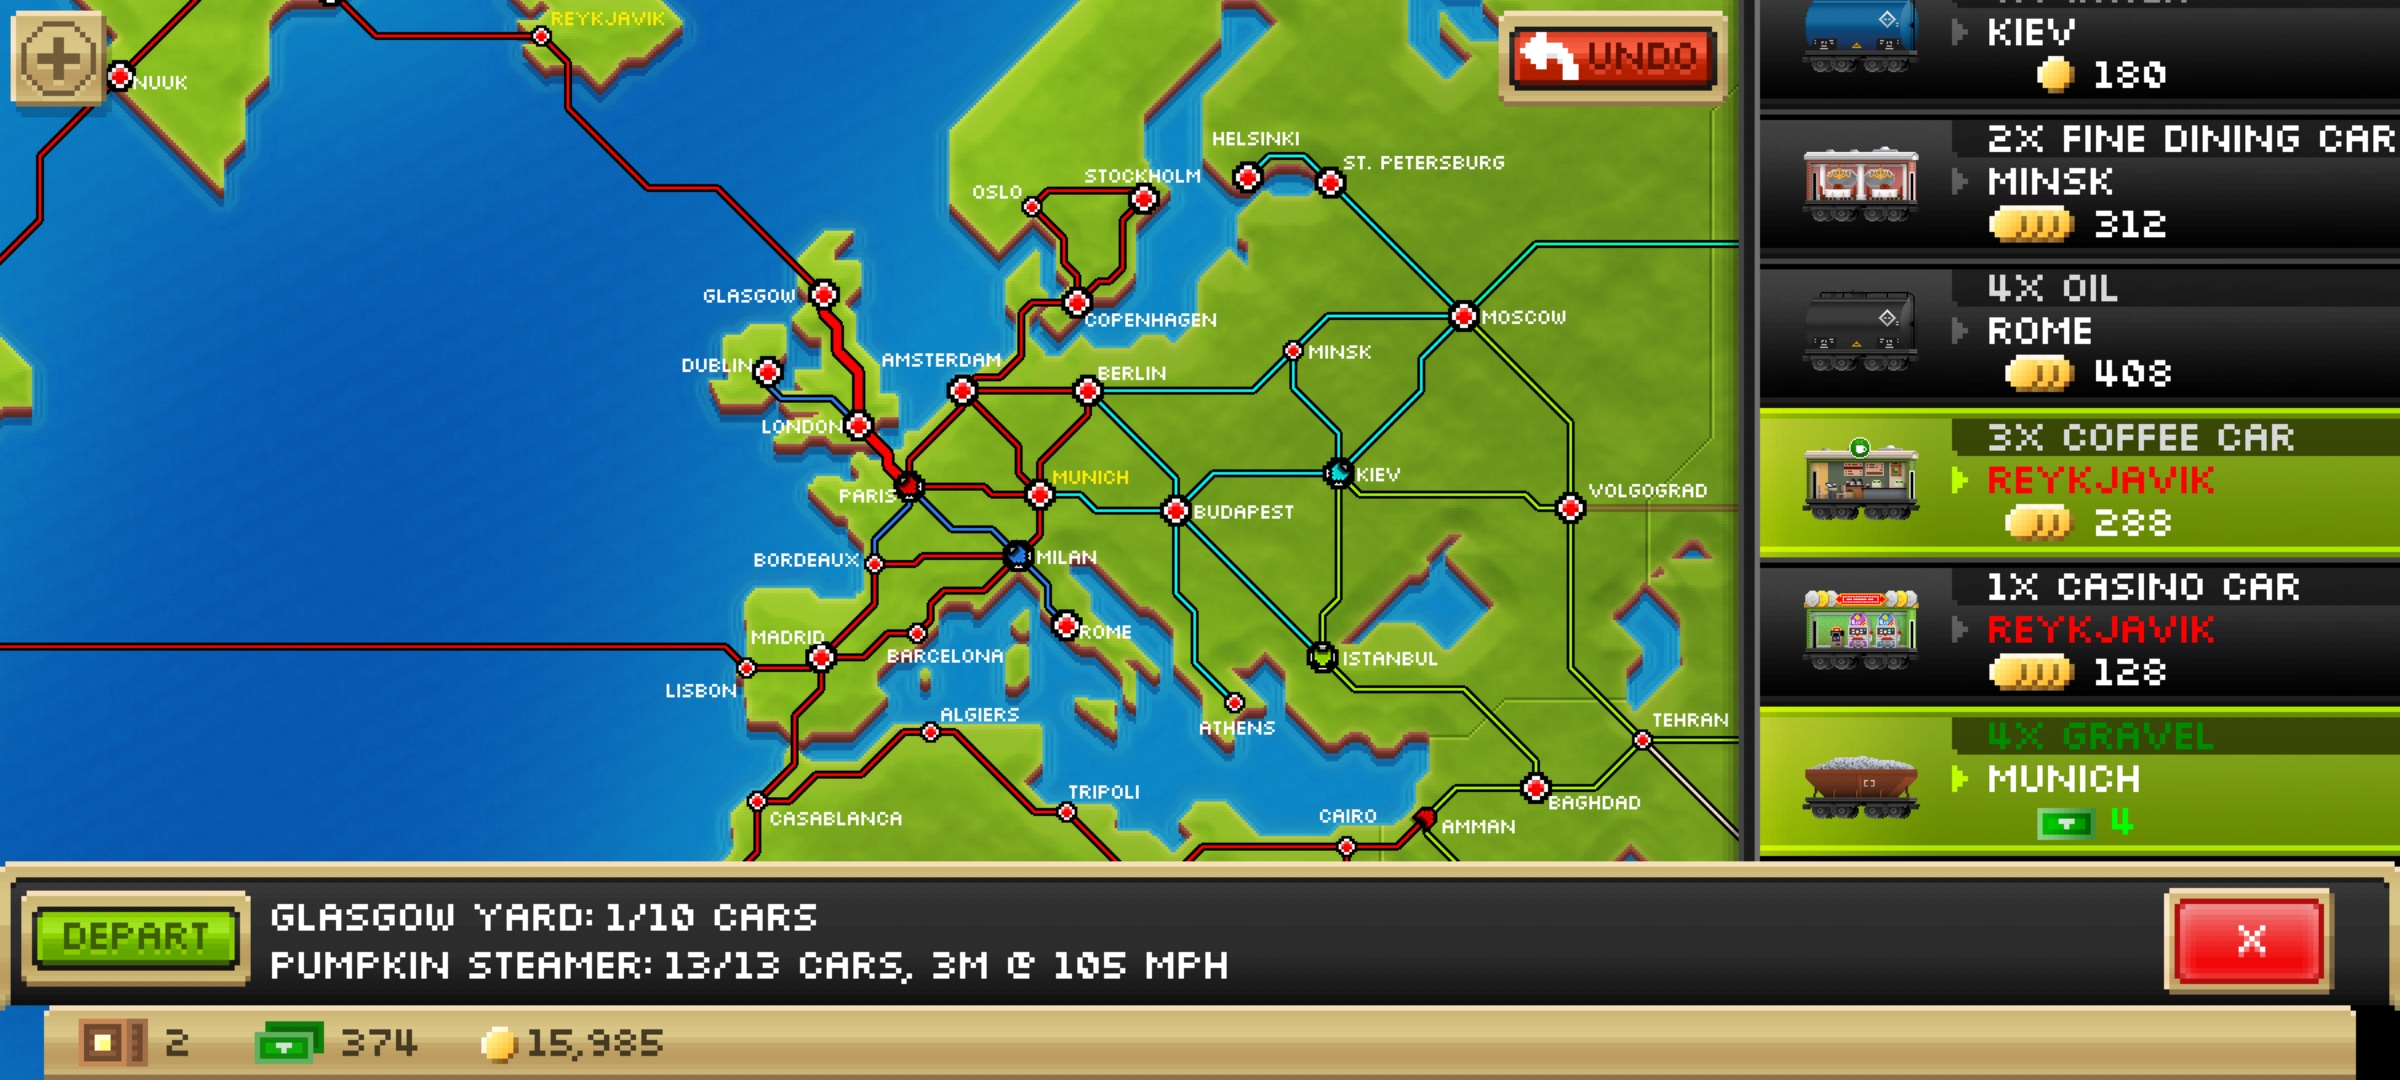 REYKJAVIK
NUUK
UNDO
HELSINKI
ST. PETERSBURG
STOCKHOLM
OSLO
GLASGOW
COPENHAGEN
MOSCOW
MINSK
AMSTERDAM
DUBLIN
BERLIN
LONDON
MUNICH
KIEV
PARIS
VOLGOGRAD
BUDAPEST
BORDEAUX
MILAN
MADRID
ROME
BARCELONA
ISTANBUL
LISBON
ALGIERS
ATHENS
TEHRAN
TRIPOLI
BAGHDAD
CASABLANCA
CAIRO
AMMAN
KIEV
180
2X FINE DINING CAR
MINSK
312
4X OIL
ROME
408
3X COFFEE CAR
REYKJAVIK
288
1X CASINO CAR
REYKJAVIK
128
4X GRAVEL
MUNICH
4
DEPART
GLASGOW YARD: 1/10 CARS
PUMPKIN STEAMER: 13/13 CARS, 3M @ 105 MPH
X
2
374
15,985